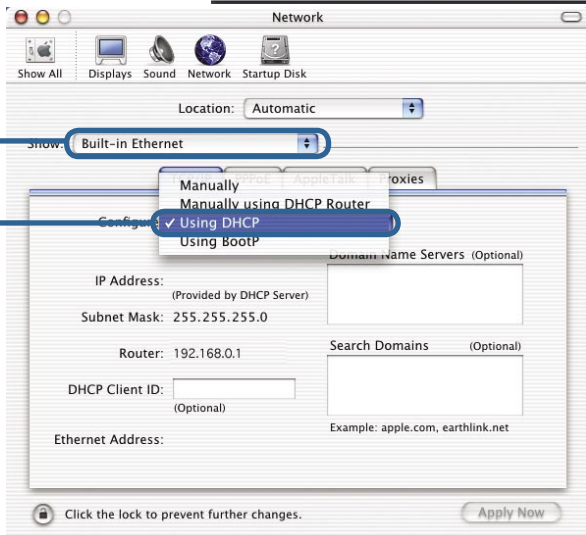 Network
Show All Displays Sound Network Startup Disk
Location: Automatic
Show: Built-in Ethernet
PPPoE AppleTalk Proxies
Manually
Manually using DHCP Router
Configure ✓ Using DHCP
Using BootP
Domain Name Servers (Optional)
IP Address:
(Provided by DHCP Server)
Subnet Mask: 255.255.255.0
Router: 192.168.0.1
Search Domains (Optional)
DHCP Client ID:
(Optional)
Example: apple.com, earthlink.net
Ethernet Address:
Click the lock to prevent further changes.
Apply Now